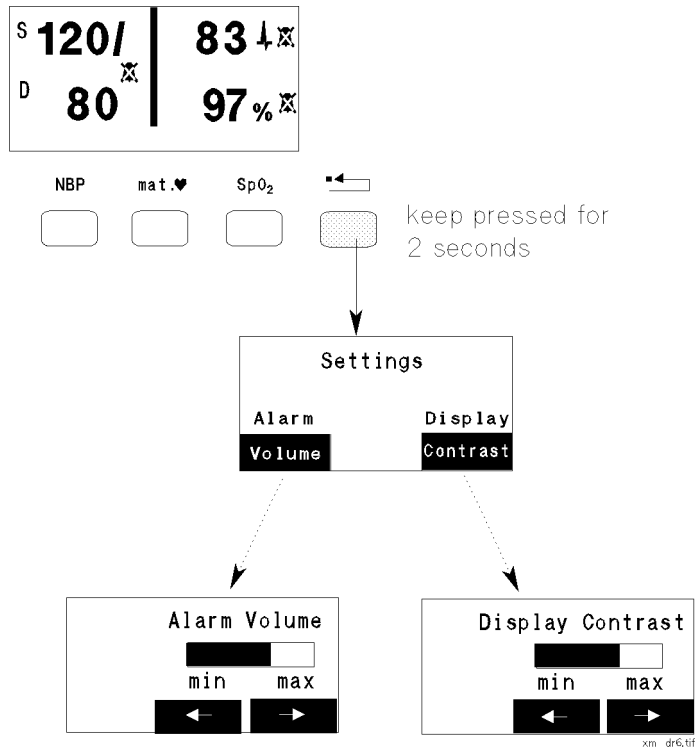 S 120/ 83
D 80 97 %
NBP mat.♥ SpO₂
keep pressed for
2 seconds
Settings
Alarm Display
Volume Contrast
Alarm Volume
min max
Display Contrast
min max
xm dr6.tif